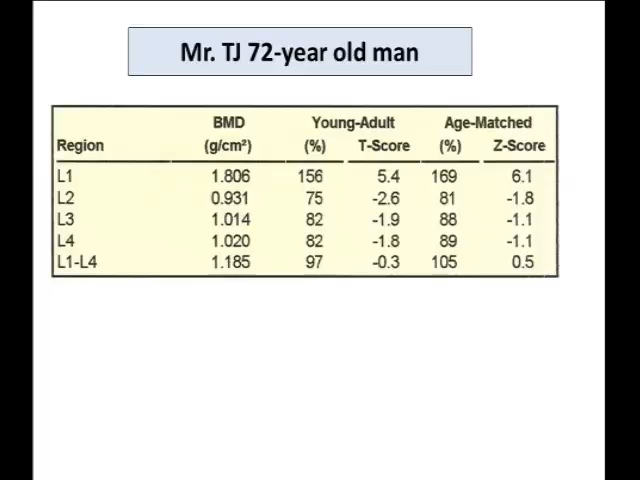 Mr. TJ 72-year old man
BMD Young-Adult Age-Matched
Region (g/cm²) (%) T-Score (%) Z-Score
L1 1.806 156 5.4 169 6.1
L2 0.931 75 -2.6 81 -1.8
L3 1.014 82 -1.9 88 -1.1
L4 1.020 82 -1.8 89 -1.1
L1-L4 1.185 97 -0.3 105 0.5